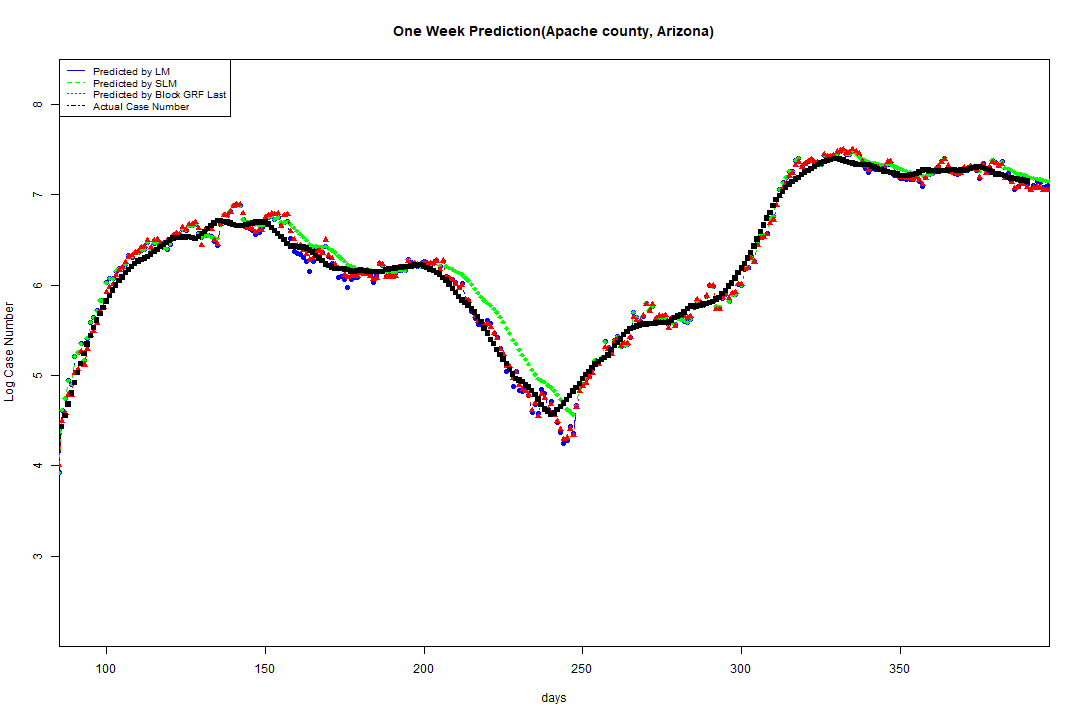 One Week Prediction(Apache county, Arizona)
Predicted by LM
Predicted by SLM
Predicted by Block GRF Last
Actual Case Number
8
7
6
5
4
3
Log Case Number
100 150 200 250 300 350
days